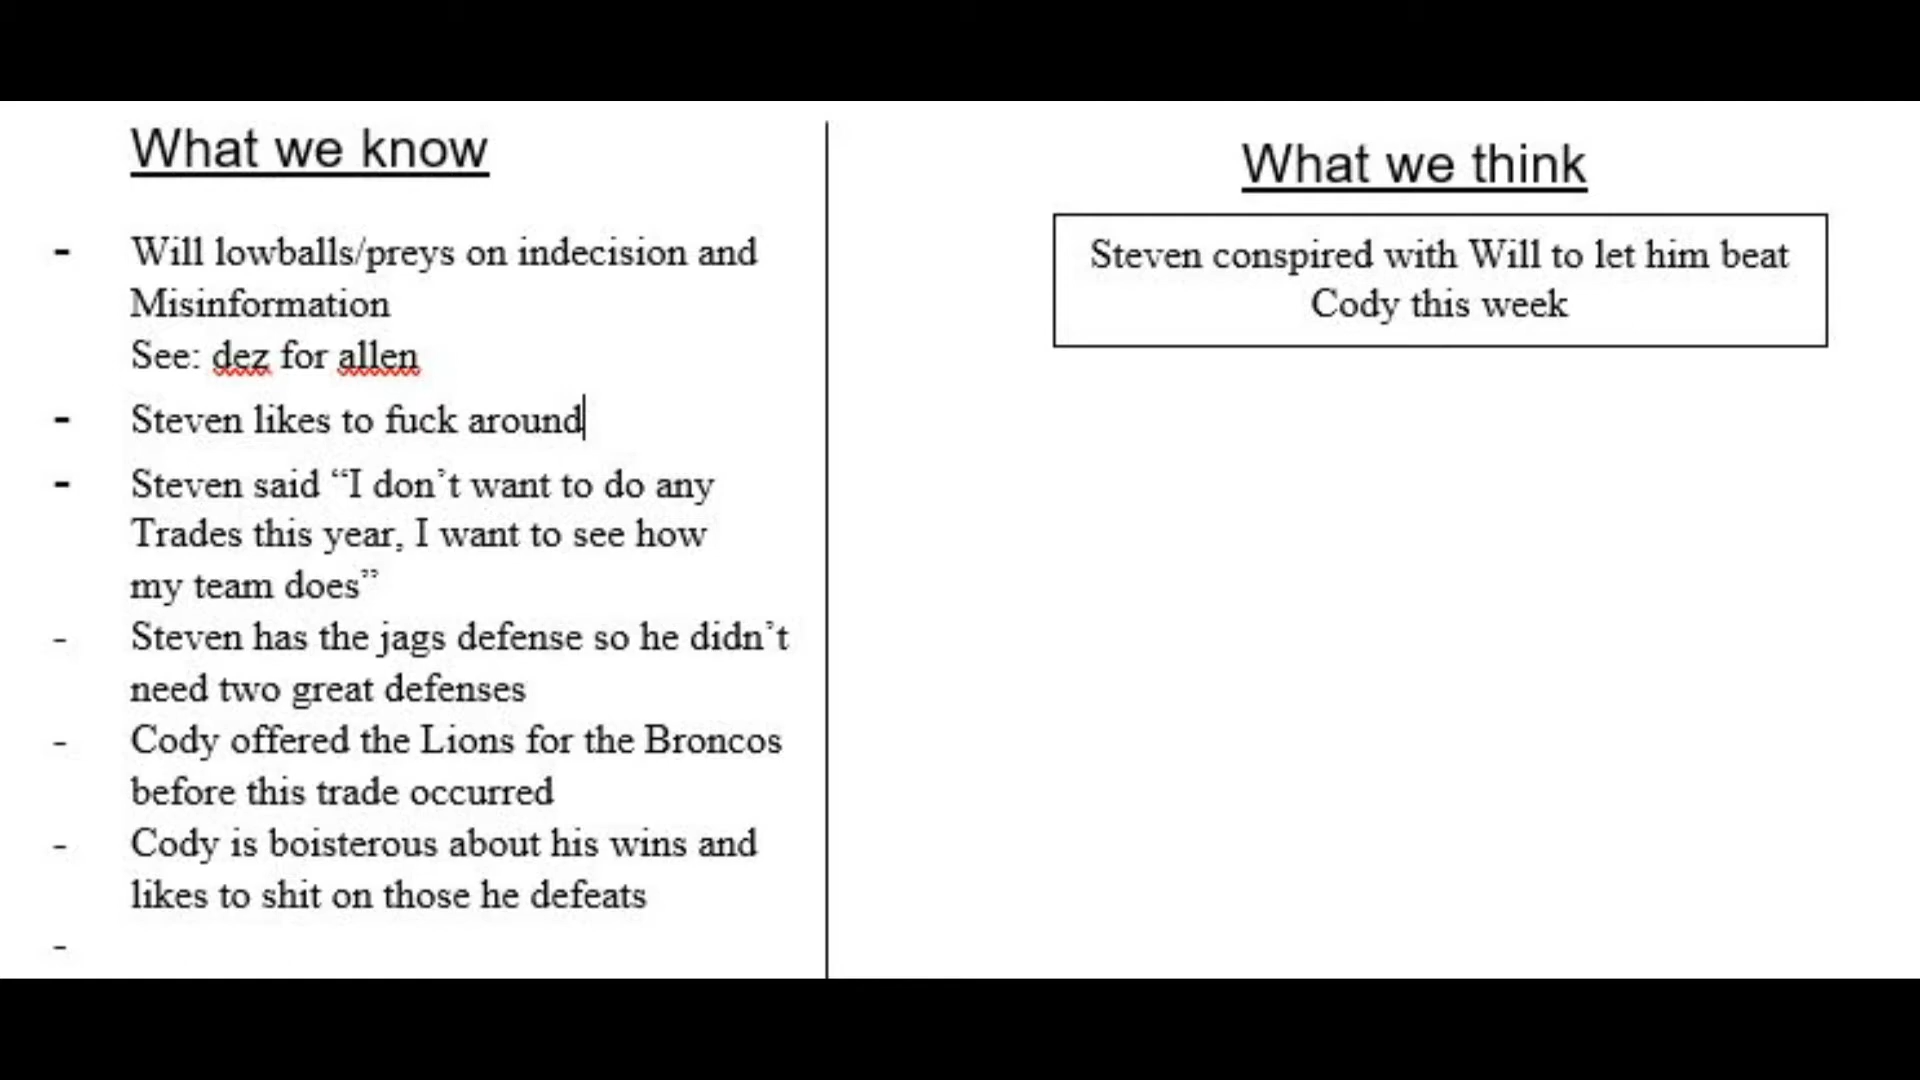 What we know
- Will lowballs/preys on indecision and
Misinformation
See: dez for allen
- Steven likes to fuck around
- Steven said “I don’t want to do any
Trades this year, I want to see how
my team does”
- Steven has the jags defense so he didn’t
need two great defenses
- Cody offered the Lions for the Broncos
before this trade occurred
- Cody is boisterous about his wins and
likes to shit on those he defeats
-
What we think
Steven conspired with Will to let him beat
Cody this week